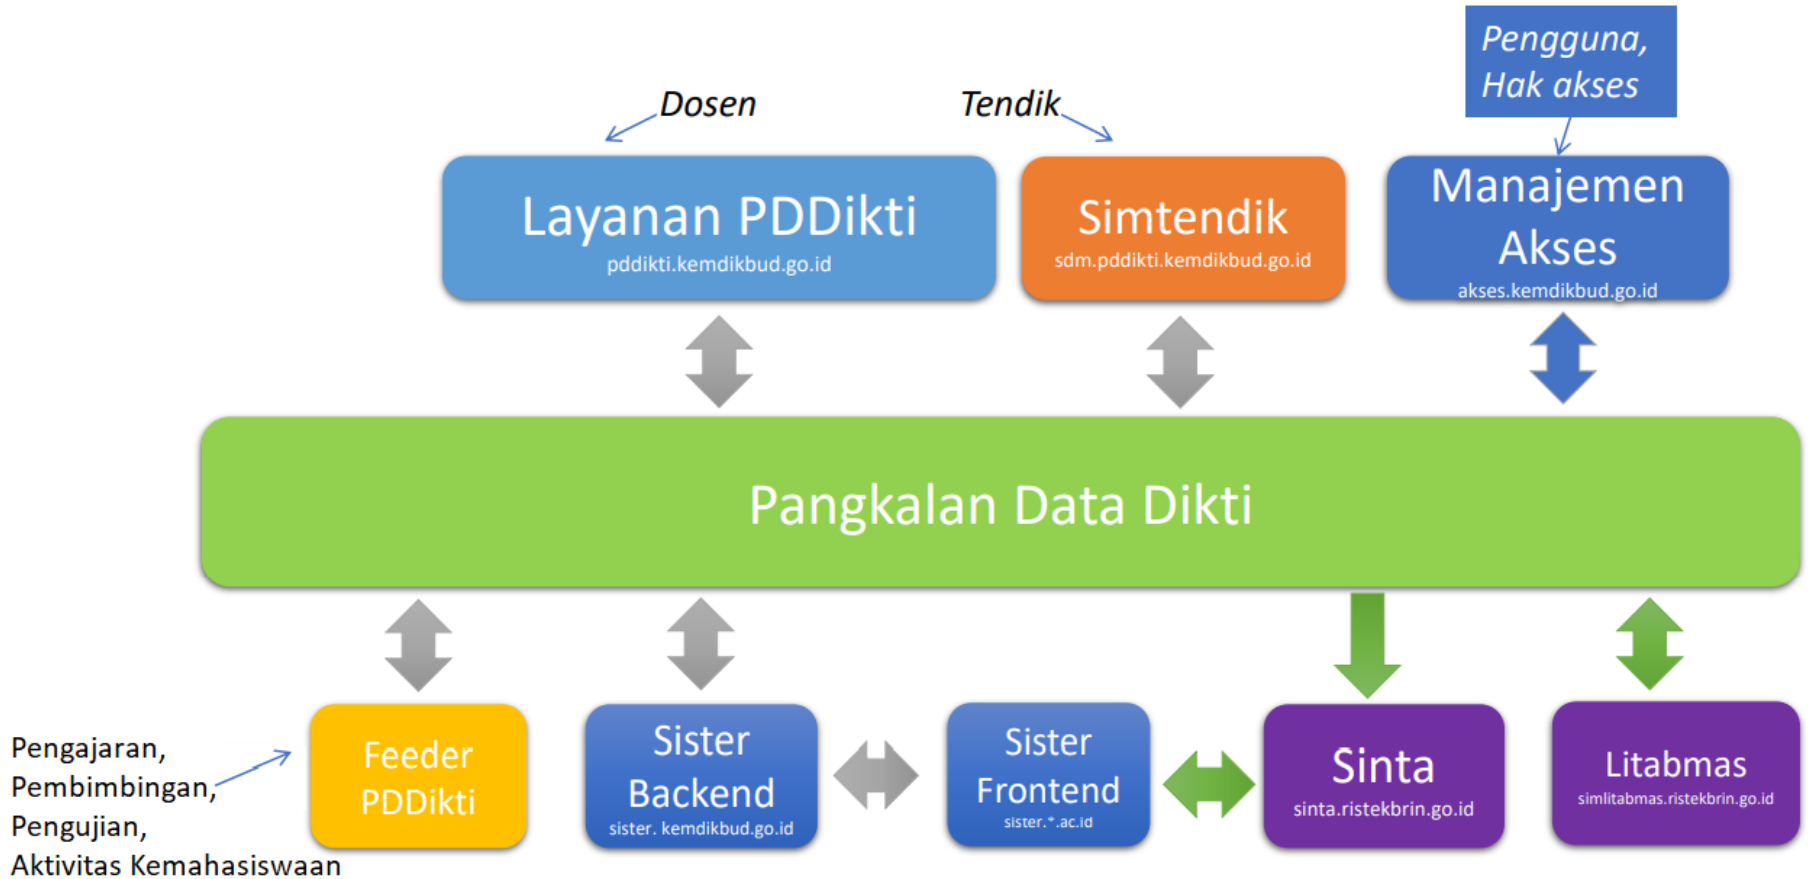 Pengguna,
Hak akses
Dosen
Tendik
Layanan PDDikti
pddikti.kemdikbud.go.id
Simtendik
sdm.pddikti.kemdikbud.go.id
Manajemen
Akses
akses.kemdikbud.go.id
Pangkalan Data Dikti
Pengajaran,
Pembimbingan,
Pengujian,
Aktivitas Kemahasiswaan
Feeder
PDDikti
Sister
Backend
sister. kemdikbud.go.id
Sister
Frontend
sister.*.ac.id
Sinta
sinta.ristekbrin.go.id
Litabmas
simlitabmas.ristekbrin.go.id